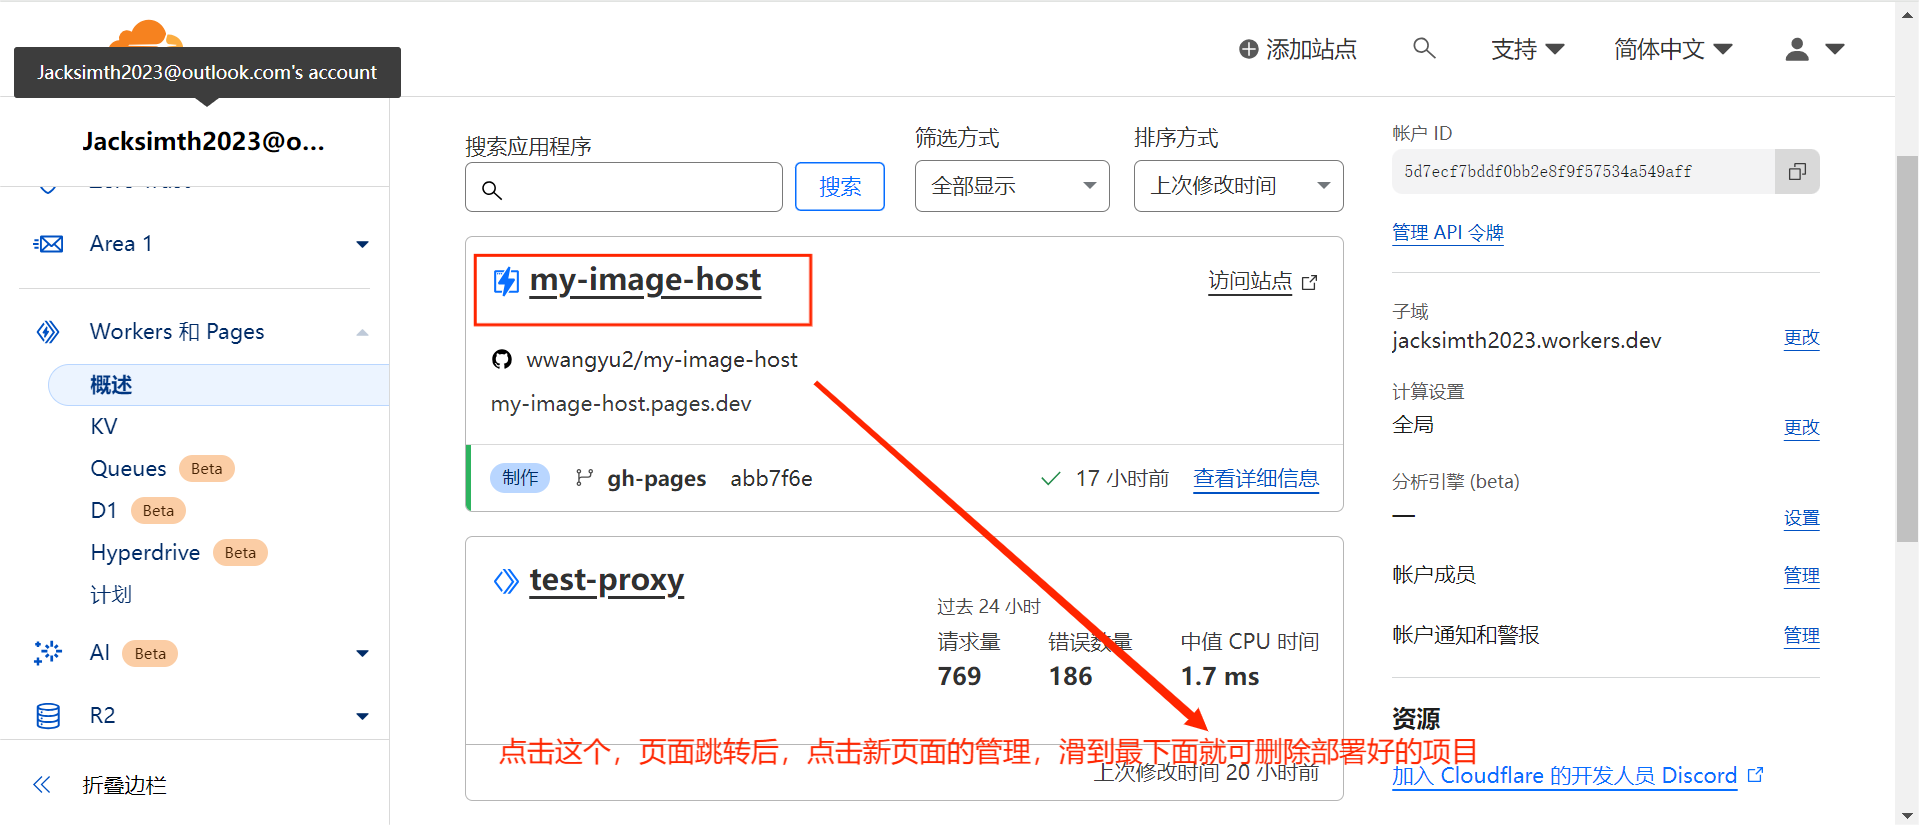 添加站点
支持
简体中文
Jacksimth2023@outlook.com's account
Jacksimth2023@o...
Zero Trust
Area 1
Workers 和 Pages
概述
KV
Queues Beta
D1 Beta
Hyperdrive Beta
计划
AI Beta
R2
折叠边栏
搜索应用程序
搜索
筛选方式
全部显示
排序方式
上次修改时间
my-image-host
访问站点
wwangyu2/my-image-host
my-image-host.pages.dev
制作 gh-pages abb7f6e 17 小时前 查看详细信息
test-proxy
过去 24 小时
请求量 错误数量 中值 CPU 时间
769 186 1.7 ms
点击这个，页面跳转后，点击新页面的管理，滑到最下面就可删除部署好的项目
上次修改时间 20 小时前
帐户 ID
5d7ecf7bddf0bb2e8f9f57534a549aff
管理 API 令牌
子域
jacksimth2023.workers.dev 更改
计算设置
全局 更改
分析引擎 (beta)
— 设置
帐户成员 管理
帐户通知和警报 管理
资源
加入 Cloudflare 的开发人员 Discord